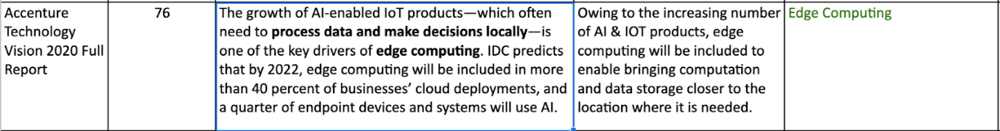 Accenture
Technology
Vision 2020 Full
Report
76
The growth of AI-enabled IoT products—which often
need to process data and make decisions locally—is
one of the key drivers of edge computing. IDC predicts
that by 2022, edge computing will be included in more
than 40 percent of businesses’ cloud deployments, and
a quarter of endpoint devices and systems will use AI.
Owing to the increasing number
of AI & IOT products, edge
computing will be included to
enable bringing computation
and data storage closer to the
location where it is needed.
Edge Computing